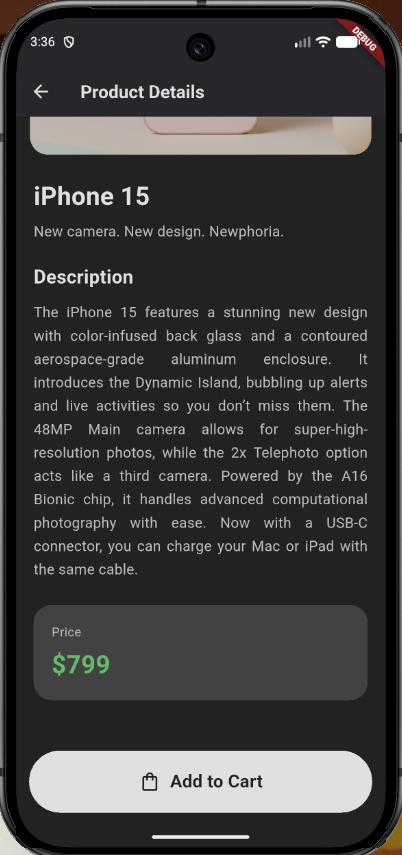 3:36
DEBUG
Product Details
iPhone 15
New camera. New design. Newphoria.
Description
The iPhone 15 features a stunning new design
with color-infused back glass and a contoured
aerospace-grade aluminum enclosure. It
introduces the Dynamic Island, bubbling up alerts
and live activities so you don’t miss them. The
48MP Main camera allows for super-high-
resolution photos, while the 2x Telephoto option
acts like a third camera. Powered by the A16
Bionic chip, it handles advanced computational
photography with ease. Now with a USB-C
connector, you can charge your Mac or iPad with
the same cable.
Price
$799
Add to Cart